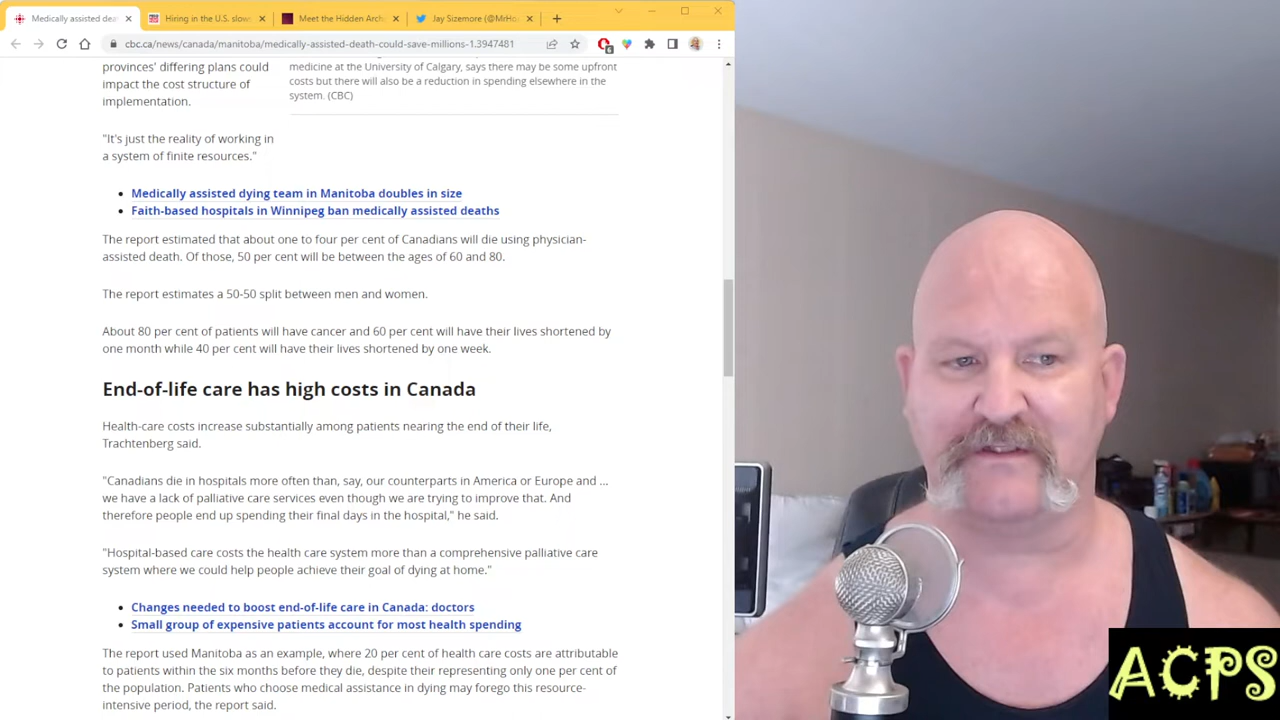 Medically assisted dea
Hiring in the U.S. slow
Meet the Hidden Arch
Jay Sizemore (@MrHo
cbc.ca/news/canada/manitoba/medically-assisted-death-could-save-millions-1.3947481
6
provinces' differing plans could
impact the cost structure of
implementation.
medicine at the University of Calgary, says there may be some upfront
costs but there will also be a reduction in spending elsewhere in the
system. (CBC)
"It's just the reality of working in
a system of finite resources."
Medically assisted dying team in Manitoba doubles in size
Faith-based hospitals in Winnipeg ban medically assisted deaths
The report estimated that about one to four per cent of Canadians will die using physician-
assisted death. Of those, 50 per cent will be between the ages of 60 and 80.
The report estimates a 50-50 split between men and women.
About 80 per cent of patients will have cancer and 60 per cent will have their lives shortened by
one month while 40 per cent will have their lives shortened by one week.
End-of-life care has high costs in Canada
Health-care costs increase substantially among patients nearing the end of their life,
Trachtenberg said.
"Canadians die in hospitals more often than, say, our counterparts in America or Europe and ...
we have a lack of palliative care services even though we are trying to improve that. And
therefore people end up spending their final days in the hospital," he said.
"Hospital-based care costs the health care system more than a comprehensive palliative care
system where we could help people achieve their goal of dying at home."
Changes needed to boost end-of-life care in Canada: doctors
Small group of expensive patients account for most health spending
The report used Manitoba as an example, where 20 per cent of health care costs are attributable
to patients within the six months before they die, despite their representing only one per cent of
the population. Patients who choose medical assistance in dying may forego this resource-
intensive period, the report said.
ACPS